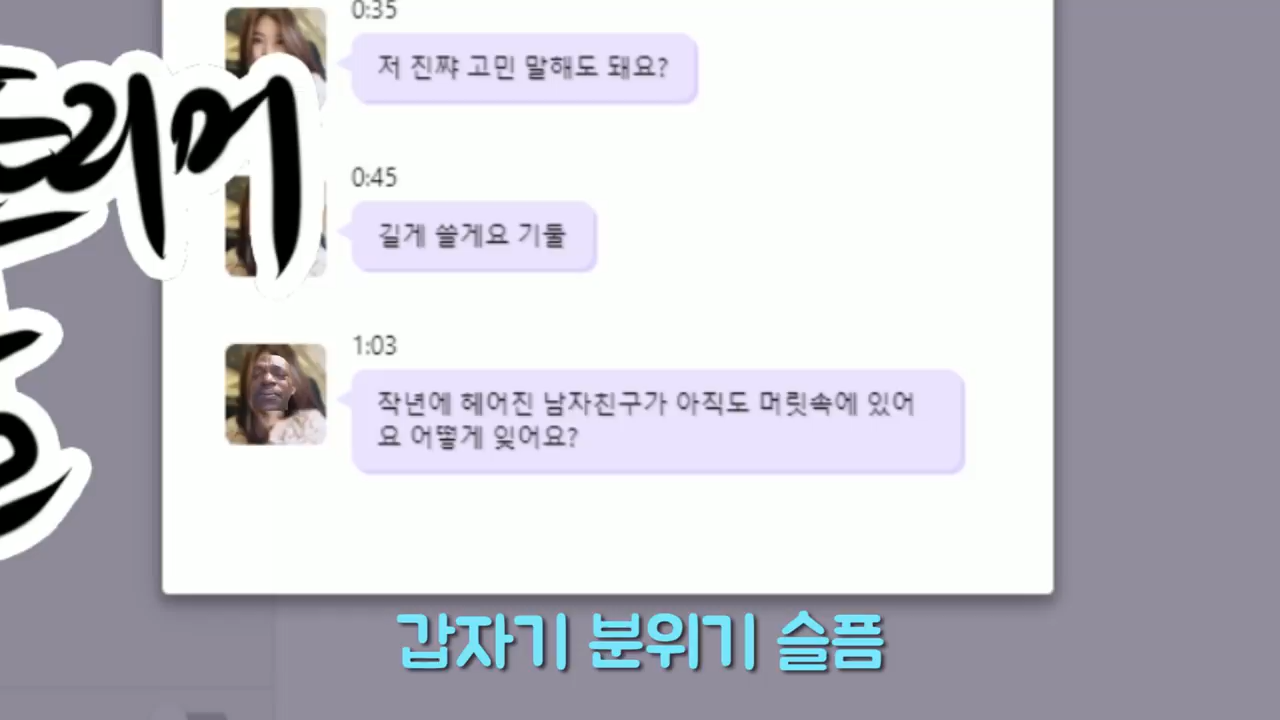 0:35
저 진쨔 고민 말해도 돼요?
0:45
길게 쓸게요 기둘
1:03
작년에 헤어진 남자친구가 아직도 머릿속에 있어
요 어떻게 잊어요?
갑자기 분위기 슬픔